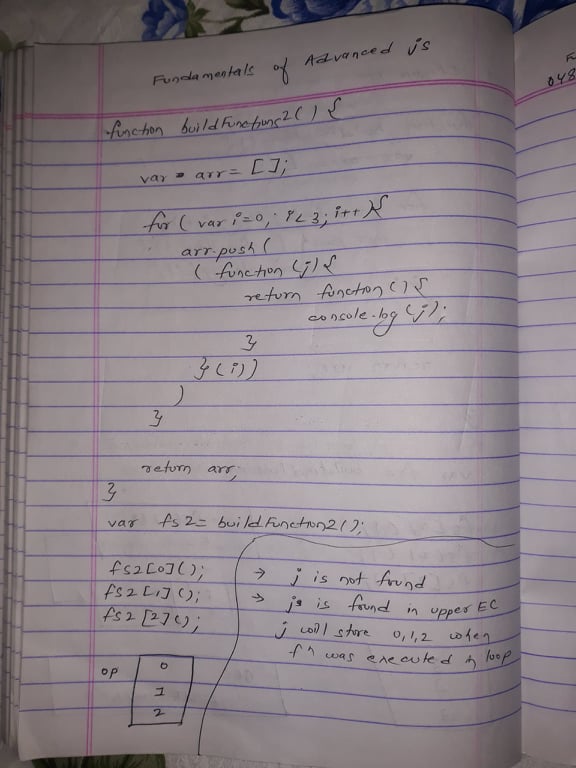 Fundamentals of Advanced js
function buildFunctions2() {
var arr = [];
for ( var i=0; i<3; i++ ) {
arr.push (
( function (j) {
return function () {
console.log (j);
}
} (i))
)
}
return arr;
}
var fs2 = buildFunction2();
fs2[0]();
fs2[1]();
fs2[2]();
op
0
1
2
→ j is not found
→ js is found in upper EC
j will store 0,1,2 when
fn was executed in loop
048